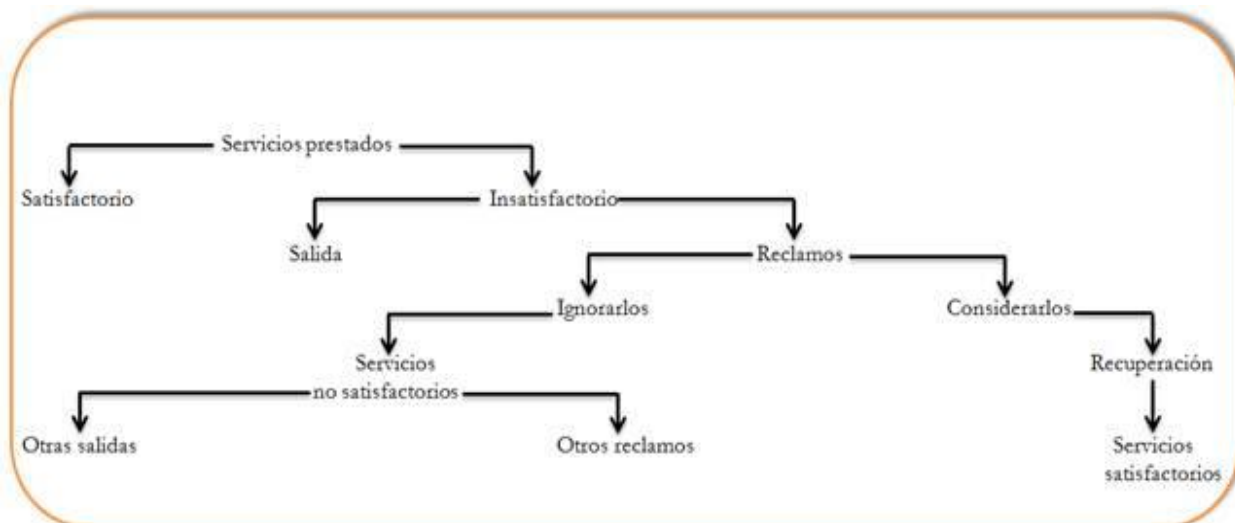 Servicios prestados
Satisfactorio
Insatisfactorio
Salida
Reclamos
Ignorarlos
Considerarlos
Servicios
no satisfactorios
Recuperación
Otras salidas
Otros reclamos
Servicios
satisfactorios